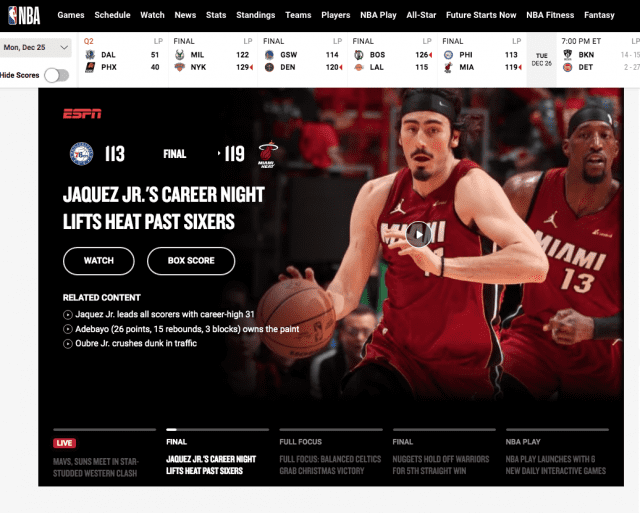 NBA
Games Schedule Watch News Stats Standings Teams Players NBA Play All-Star Future Starts Now NBA Fitness Fantasy
Mon, Dec 25
Hide Scores
Q2 LP
DAL 51
PHX 40
FINAL LP
MIL 122
NYK 129
FINAL LP
GSW 114
DEN 120
FINAL LP
BOS 126
LAL 115
FINAL LP
PHI 113
MIA 119
TUE
DEC 26
7:00 PM ET LP
BKN 14 - 15
DET 2 - 27
ESPN
76
113 FINAL 119
MIAMI
HEAT
JAQUEZ JR.'S CAREER NIGHT
LIFTS HEAT PAST SIXERS
WATCH BOX SCORE
RELATED CONTENT
Jaquez Jr. leads all scorers with career-high 31
Adebayo (26 points, 15 rebounds, 3 blocks) owns the paint
Oubre Jr. crushes dunk in traffic
MIAMI
13
LIVE
MAVS, SUNS MEET IN STAR-
STUDDED WESTERN CLASH
FINAL
JAQUEZ JR.'S CAREER NIGHT
LIFTS HEAT PAST SIXERS
FULL FOCUS
FULL FOCUS: BALANCED CELTICS
GRAB CHRISTMAS VICTORY
FINAL
NUGGETS HOLD OFF WARRIORS
FOR 5TH STRAIGHT WIN
NBA PLAY
NBA PLAY LAUNCHES WITH 6
NEW DAILY INTERACTIVE GAMES